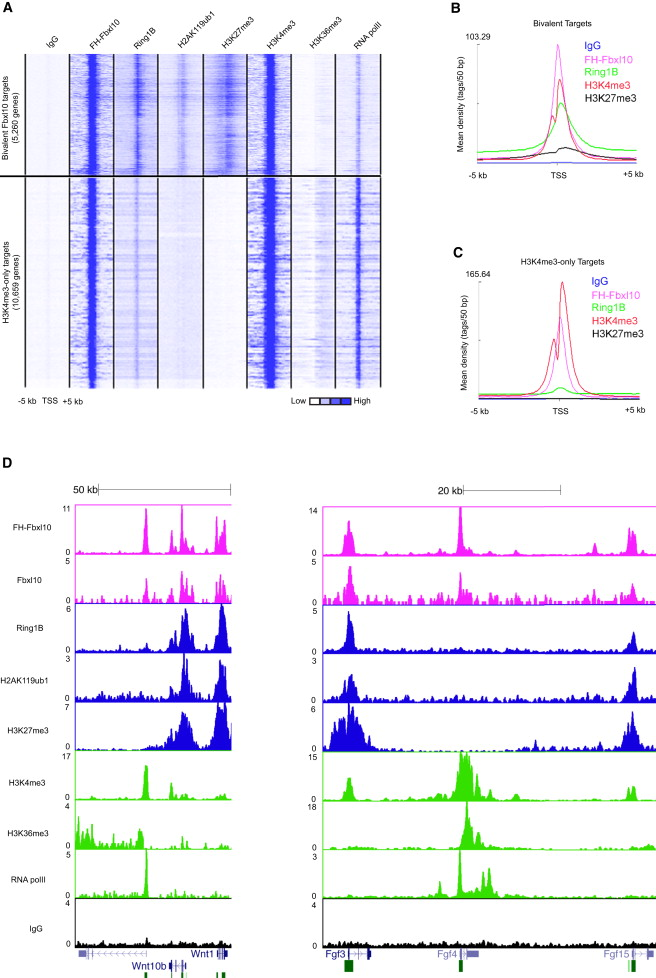 A
IgG
FH-Fbxl10
Ring1B
H2AK119ub1
H3K27me3
H3K4me3
H3K36me3
RNA polII
Bivalent Fbxl10 targets
(5,260 genes)
H3K4me3-only targets
(10,659 genes)
-5 kb TSS +5 kb
Low High
B
Bivalent Targets
103.29
IgG
FH-Fbxl10
Ring1B
H3K4me3
H3K27me3
Mean density (tags/50 bp)
-5 kb TSS +5 kb
C
H3K4me3-only Targets
165.64
IgG
FH-Fbxl10
Ring1B
H3K4me3
H3K27me3
Mean density (tags/50 bp)
-5 kb TSS +5 kb
D
50 kb 20 kb
FH-Fbxl10 11 0 14 0
Fbxl10 5 0 5 0
Ring1B 6 0 5 0
H2AK119ub1 3 0 3 0
H3K27me3 7 0 6 0
H3K4me3 17 0 15 0
H3K36me3 4 0 18 0
RNA polII 5 0 3 0
IgG 4 0 4 0
Wnt1 Fgf3 Fgf4 Fgf15
Wnt10b